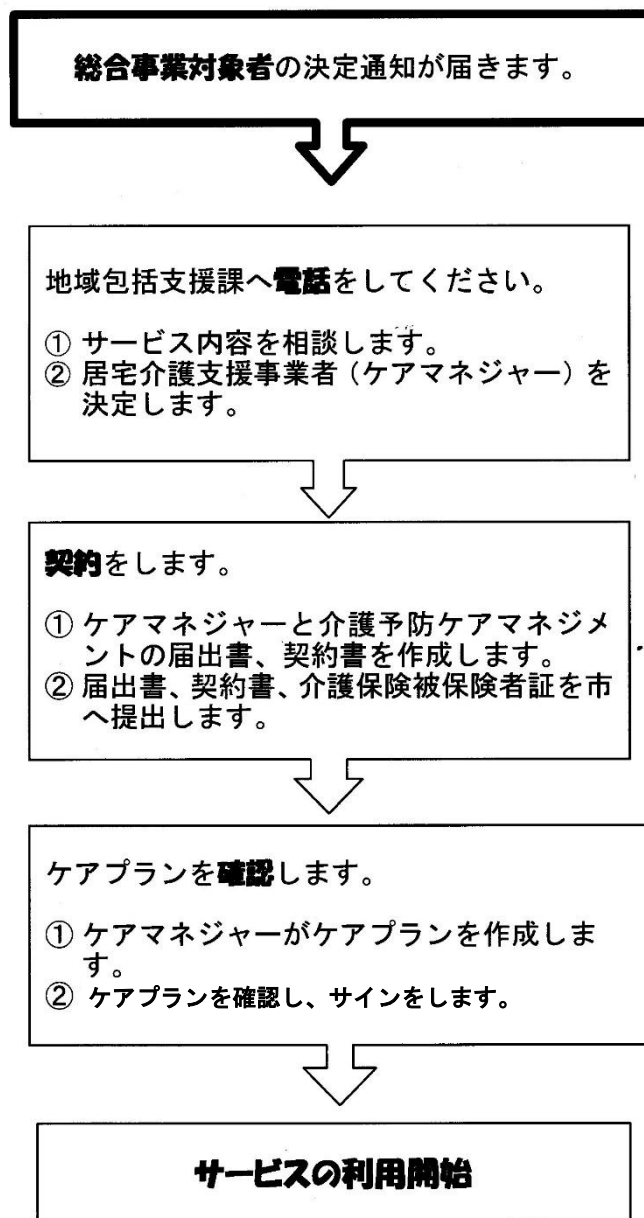 総合事業対象者の決定通知が届きます。
地域包括支援課へ電話をしてください。
① サービス内容を相談します。
② 居宅介護支援事業者（ケアマネジャー）を
決定します。
契約をします。
① ケアマネジャーと介護予防ケアマネジメ
ントの届出書、契約書を作成します。
② 届出書、契約書、介護保険被保険者証を市
へ提出します。
ケアプランを確認します。
① ケアマネジャーがケアプランを作成しま
す。
② ケアプランを確認し、サインをします。
サービスの利用開始